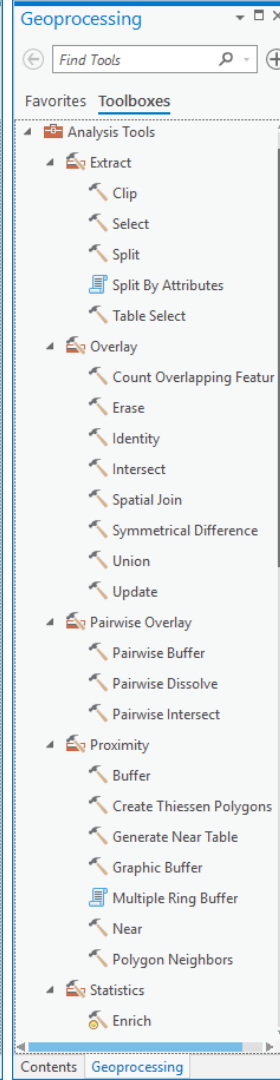 Geoprocessing
Find Tools
Favorites Toolboxes
Analysis Tools
Extract
Clip
Select
Split
Split By Attributes
Table Select
Overlay
Count Overlapping Featur
Erase
Identity
Intersect
Spatial Join
Symmetrical Difference
Union
Update
Pairwise Overlay
Pairwise Buffer
Pairwise Dissolve
Pairwise Intersect
Proximity
Buffer
Create Thiessen Polygons
Generate Near Table
Graphic Buffer
Multiple Ring Buffer
Near
Polygon Neighbors
Statistics
Enrich
Contents Geoprocessing